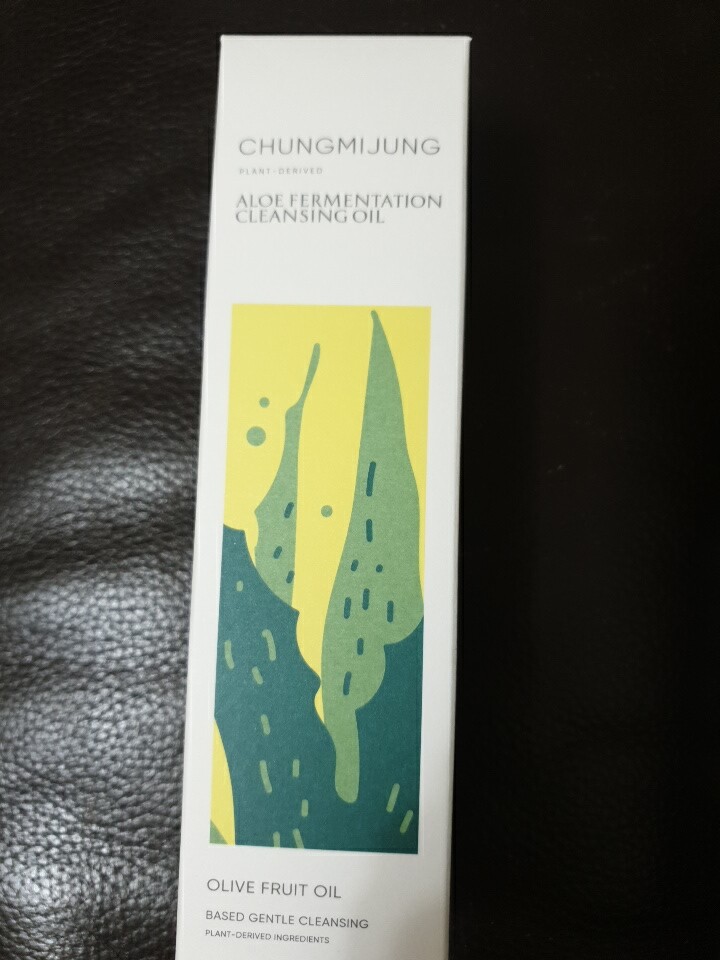 CHUNGMIJUNG
PLANT-DERIVED
ALOE FERMENTATION
CLEANSING OIL
OLIVE FRUIT OIL
BASED GENTLE CLEANSING
PLANT-DERIVED INGREDIENTS